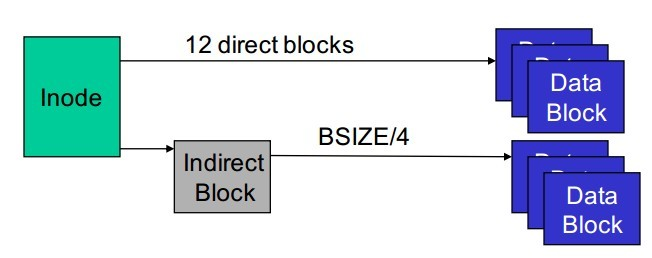 12 direct blocks
Inode
Data
Block
BSIZE/4
Indirect
Block
Data
Block